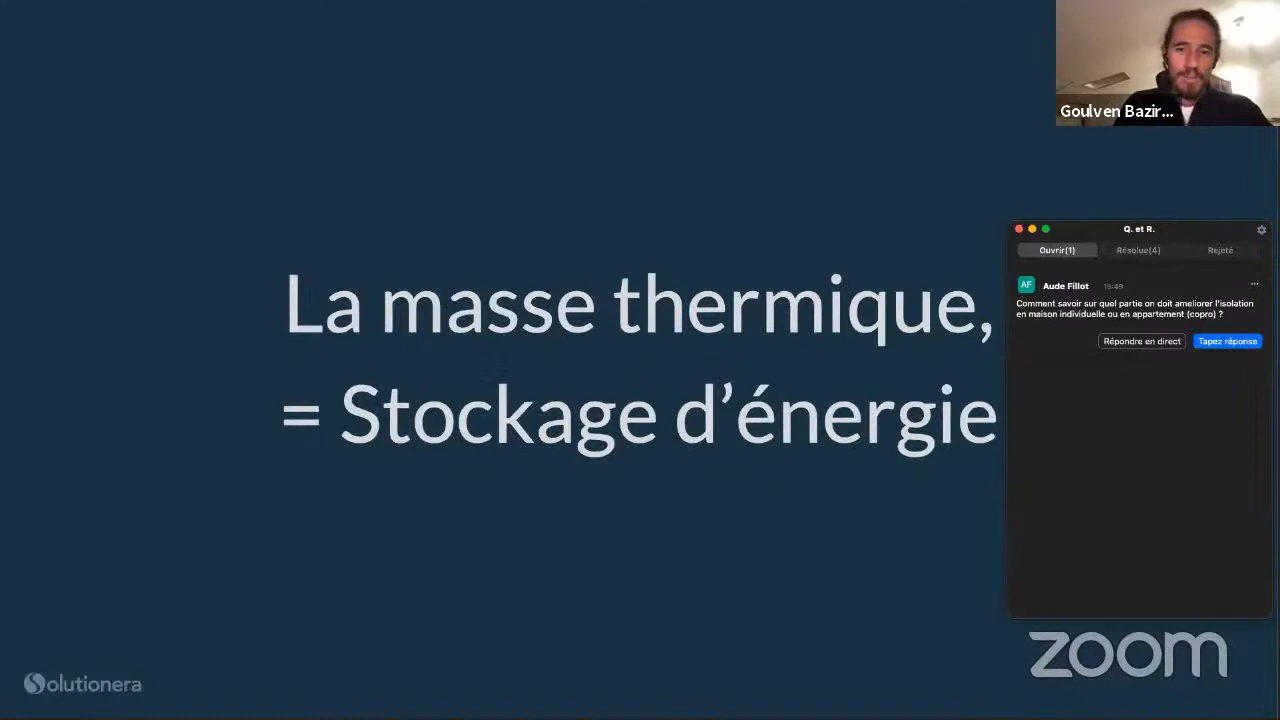 Goulven Bazir...
Q. et R.
Ouvrir(1)
Résolue(4)
Rejeté
AF
Aude Fillot
19:49
Comment savoir sur quel partie on doit ameliorer l'isolation
en maison individuelle ou en appartement (copro) ?
Répondre en direct
Tapez réponse
La masse thermique,
= Stockage d’énergie
Solutionera
zoom